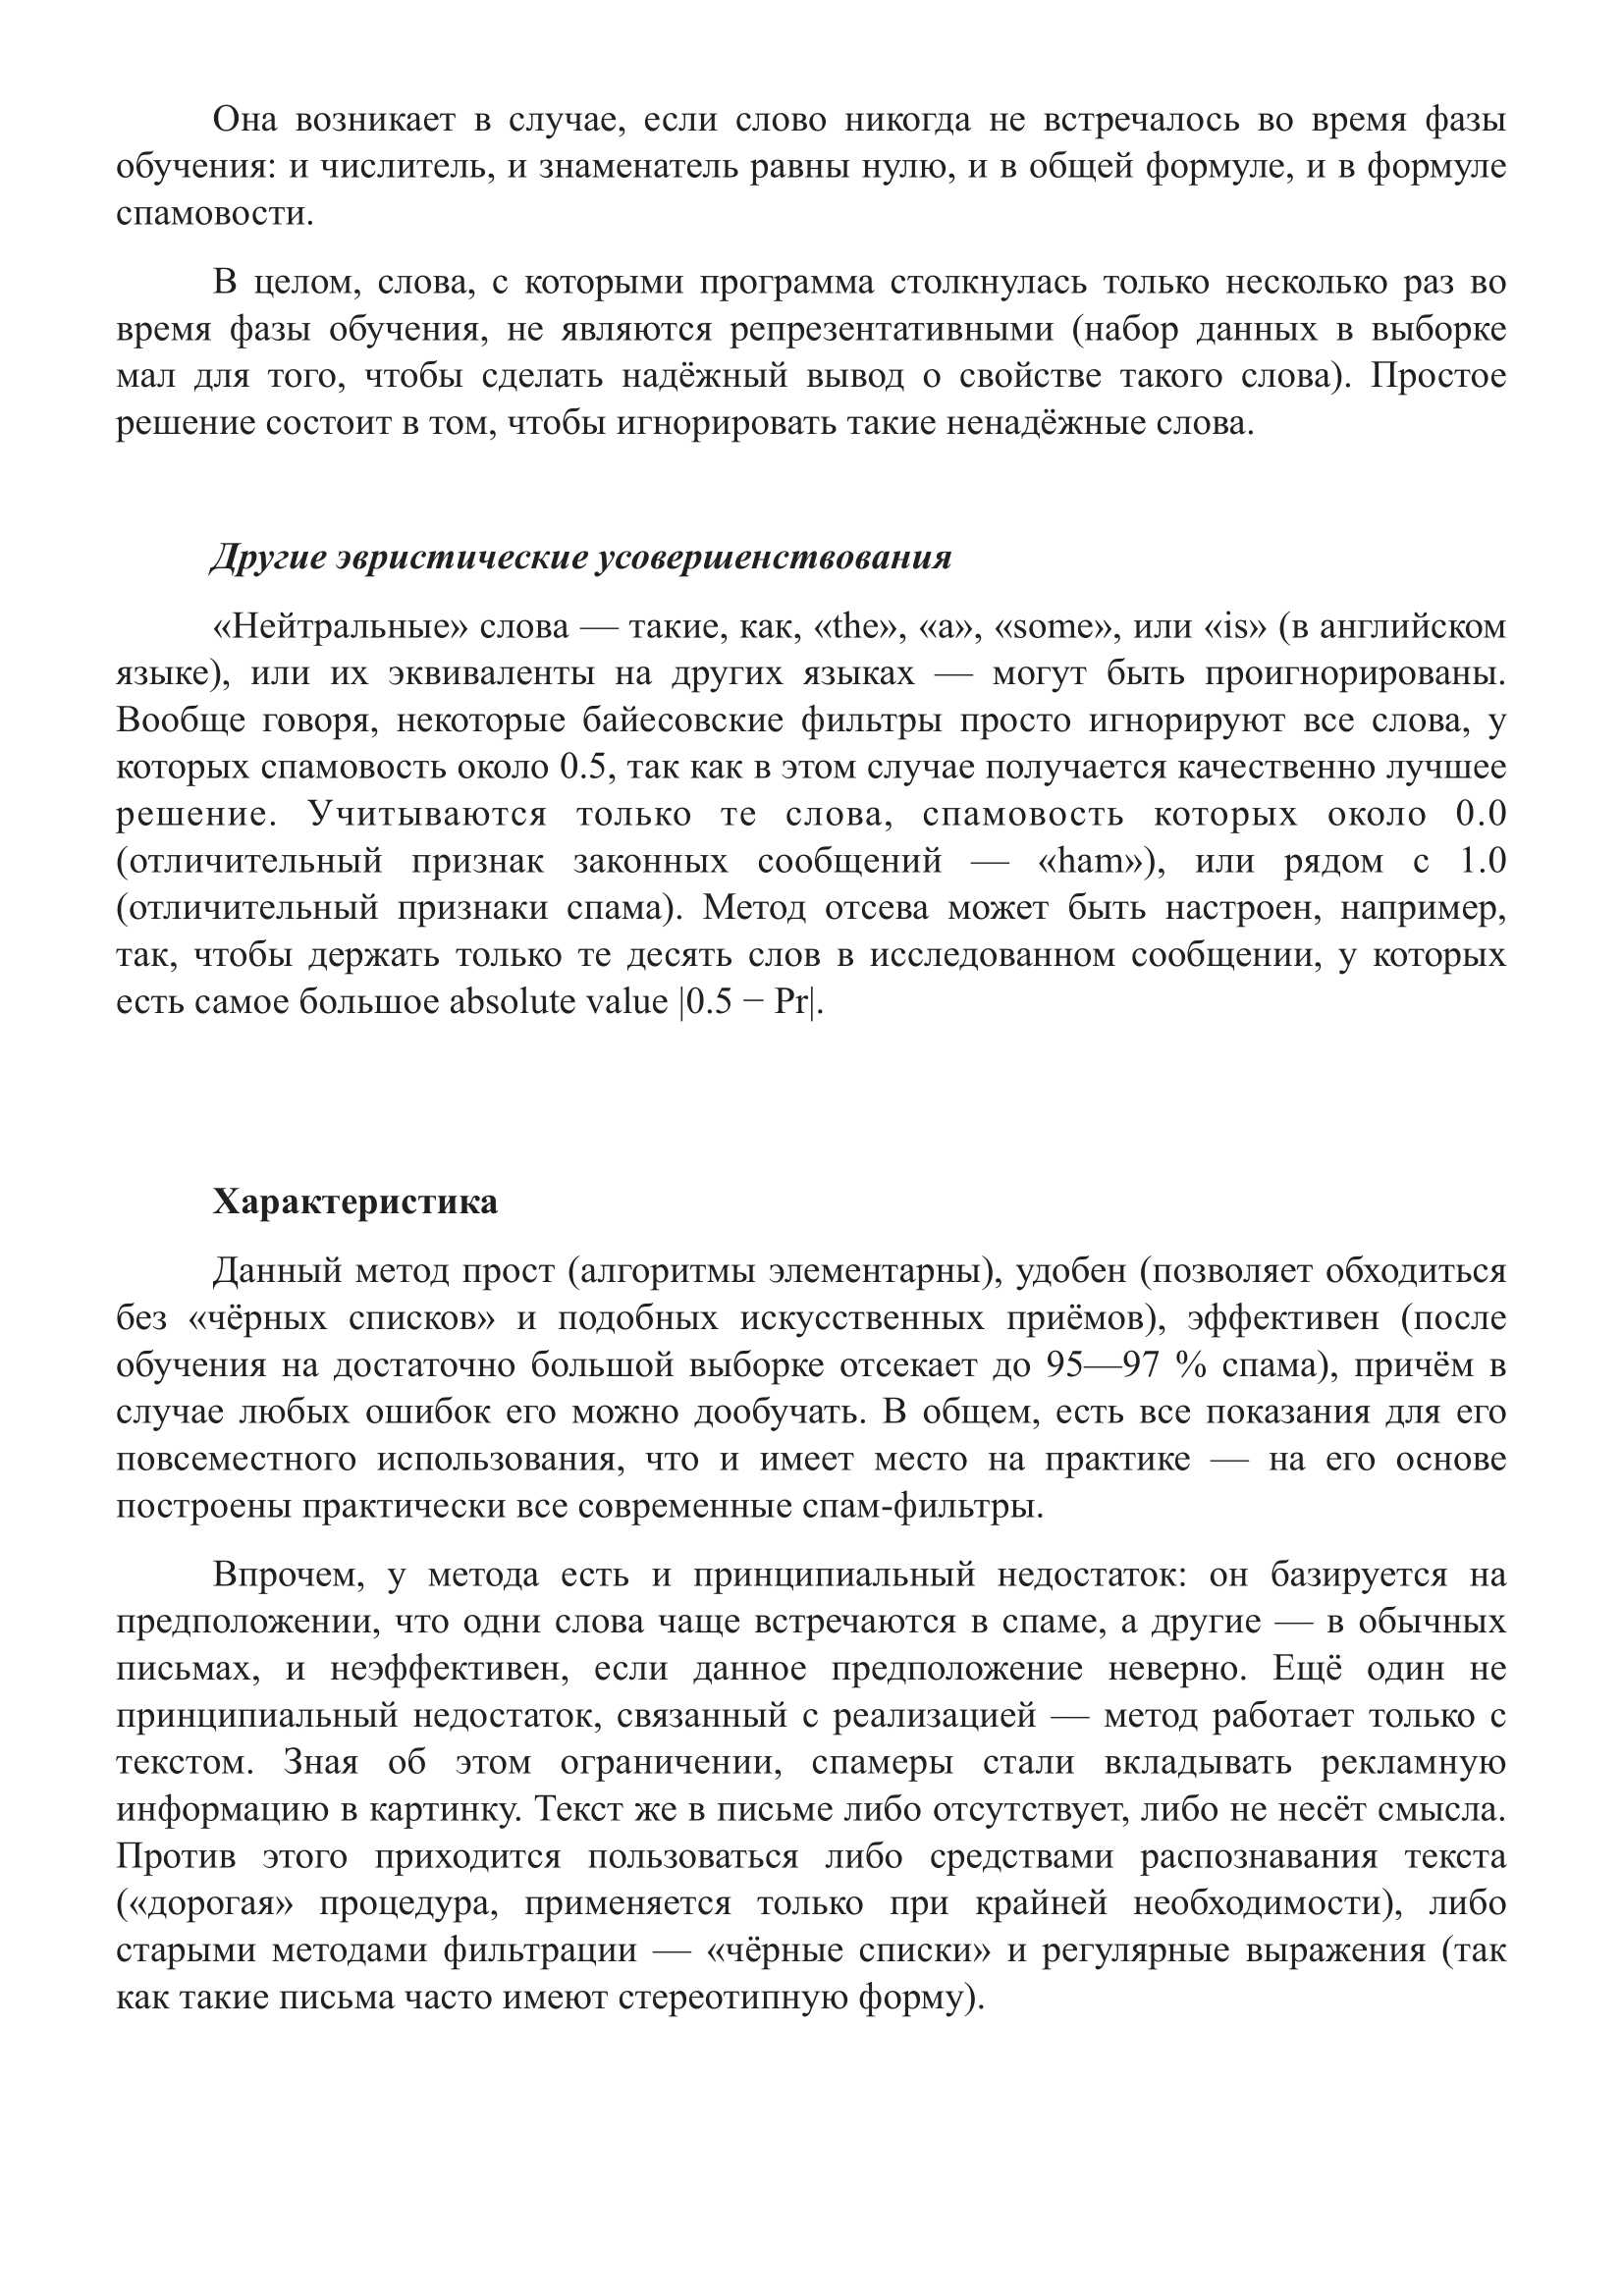 Она возникает в случае, если слово никогда не встречалось во время фазы
обучения: и числитель, и знаменатель равны нулю, и в общей формуле, и в формуле
спамовости.
В целом, слова, с которыми программа столкнулась только несколько раз во
время фазы обучения, не являются репрезентативными (набор данных в выборке
мал для того, чтобы сделать надёжный вывод о свойстве такого слова). Простое
решение состоит в том, чтобы игнорировать такие ненадёжные слова.
Другие эвристические усовершенствования
«Нейтральные» слова — такие, как, «the», «a», «some», или «is» (в английском
языке), или их эквиваленты на других языках — могут быть проигнорированы.
Вообще говоря, некоторые байесовские фильтры просто игнорируют все слова, у
которых спамовость около 0.5, так как в этом случае получается качественно лучшее
решение. Учитываются только те слова, спамовость которых около 0.0
(отличительный признак законных сообщений — «ham»), или рядом с 1.0
(отличительный признаки спама). Метод отсева может быть настроен, например,
так, чтобы держать только те десять слов в исследованном сообщении, у которых
есть самое большое absolute value |0.5 − Pr|.
Характеристика
Данный метод прост (алгоритмы элементарны), удобен (позволяет обходиться
без «чёрных списков» и подобных искусственных приёмов), эффективен (после
обучения на достаточно большой выборке отсекает до 95—97 % спама), причём в
случае любых ошибок его можно дообучать. В общем, есть все показания для его
повсеместного использования, что и имеет место на практике — на его основе
построены практически все современные спам-фильтры.
Впрочем, у метода есть и принципиальный недостаток: он базируется на
предположении, что одни слова чаще встречаются в спаме, а другие — в обычных
письмах, и неэффективен, если данное предположение неверно. Ещё один не
принципиальный недостаток, связанный с реализацией — метод работает только с
текстом. Зная об этом ограничении, спамеры стали вкладывать рекламную
информацию в картинку. Текст же в письме либо отсутствует, либо не несёт смысла.
Против этого приходится пользоваться либо средствами распознавания текста
(«дорогая» процедура, применяется только при крайней необходимости), либо
старыми методами фильтрации — «чёрные списки» и регулярные выражения (так
как такие письма часто имеют стереотипную форму).